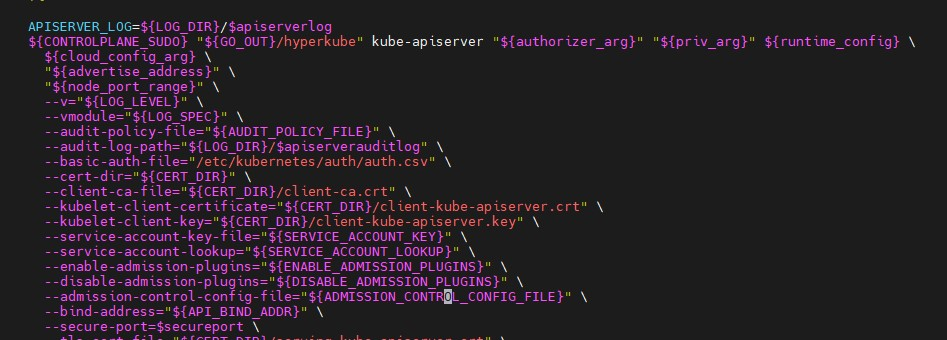 APISERVER_LOG=${LOG_DIR}/$apiserverlog
${CONTROLPLANE_SUDO} "${GO_OUT}/hyperkube" kube-apiserver "${authorizer_arg}" "${priv_arg}" ${runtime_config} \
${cloud_config_arg} \
"${advertise_address}" \
"${node_port_range}" \
--v="${LOG_LEVEL}" \
--vmodule="${LOG_SPEC}" \
--audit-policy-file="${AUDIT_POLICY_FILE}" \
--audit-log-path="${LOG_DIR}/$apiserverauditlog" \
--basic-auth-file="/etc/kubernetes/auth/auth.csv" \
--cert-dir="${CERT_DIR}" \
--client-ca-file="${CERT_DIR}/client-ca.crt" \
--kubelet-client-certificate="${CERT_DIR}/client-kube-apiserver.crt" \
--kubelet-client-key="${CERT_DIR}/client-kube-apiserver.key" \
--service-account-key-file="${SERVICE_ACCOUNT_KEY}" \
--service-account-lookup="${SERVICE_ACCOUNT_LOOKUP}" \
--enable-admission-plugins="${ENABLE_ADMISSION_PLUGINS}" \
--disable-admission-plugins="${DISABLE_ADMISSION_PLUGINS}" \
--admission-control-config-file="${ADMISSION_CONTROL_CONFIG_FILE}" \
--bind-address="${API_BIND_ADDR}" \
--secure-port=$secureport \
--tls-cert-file="${CERT_DIR}/serving-kube-apiserver.crt" \